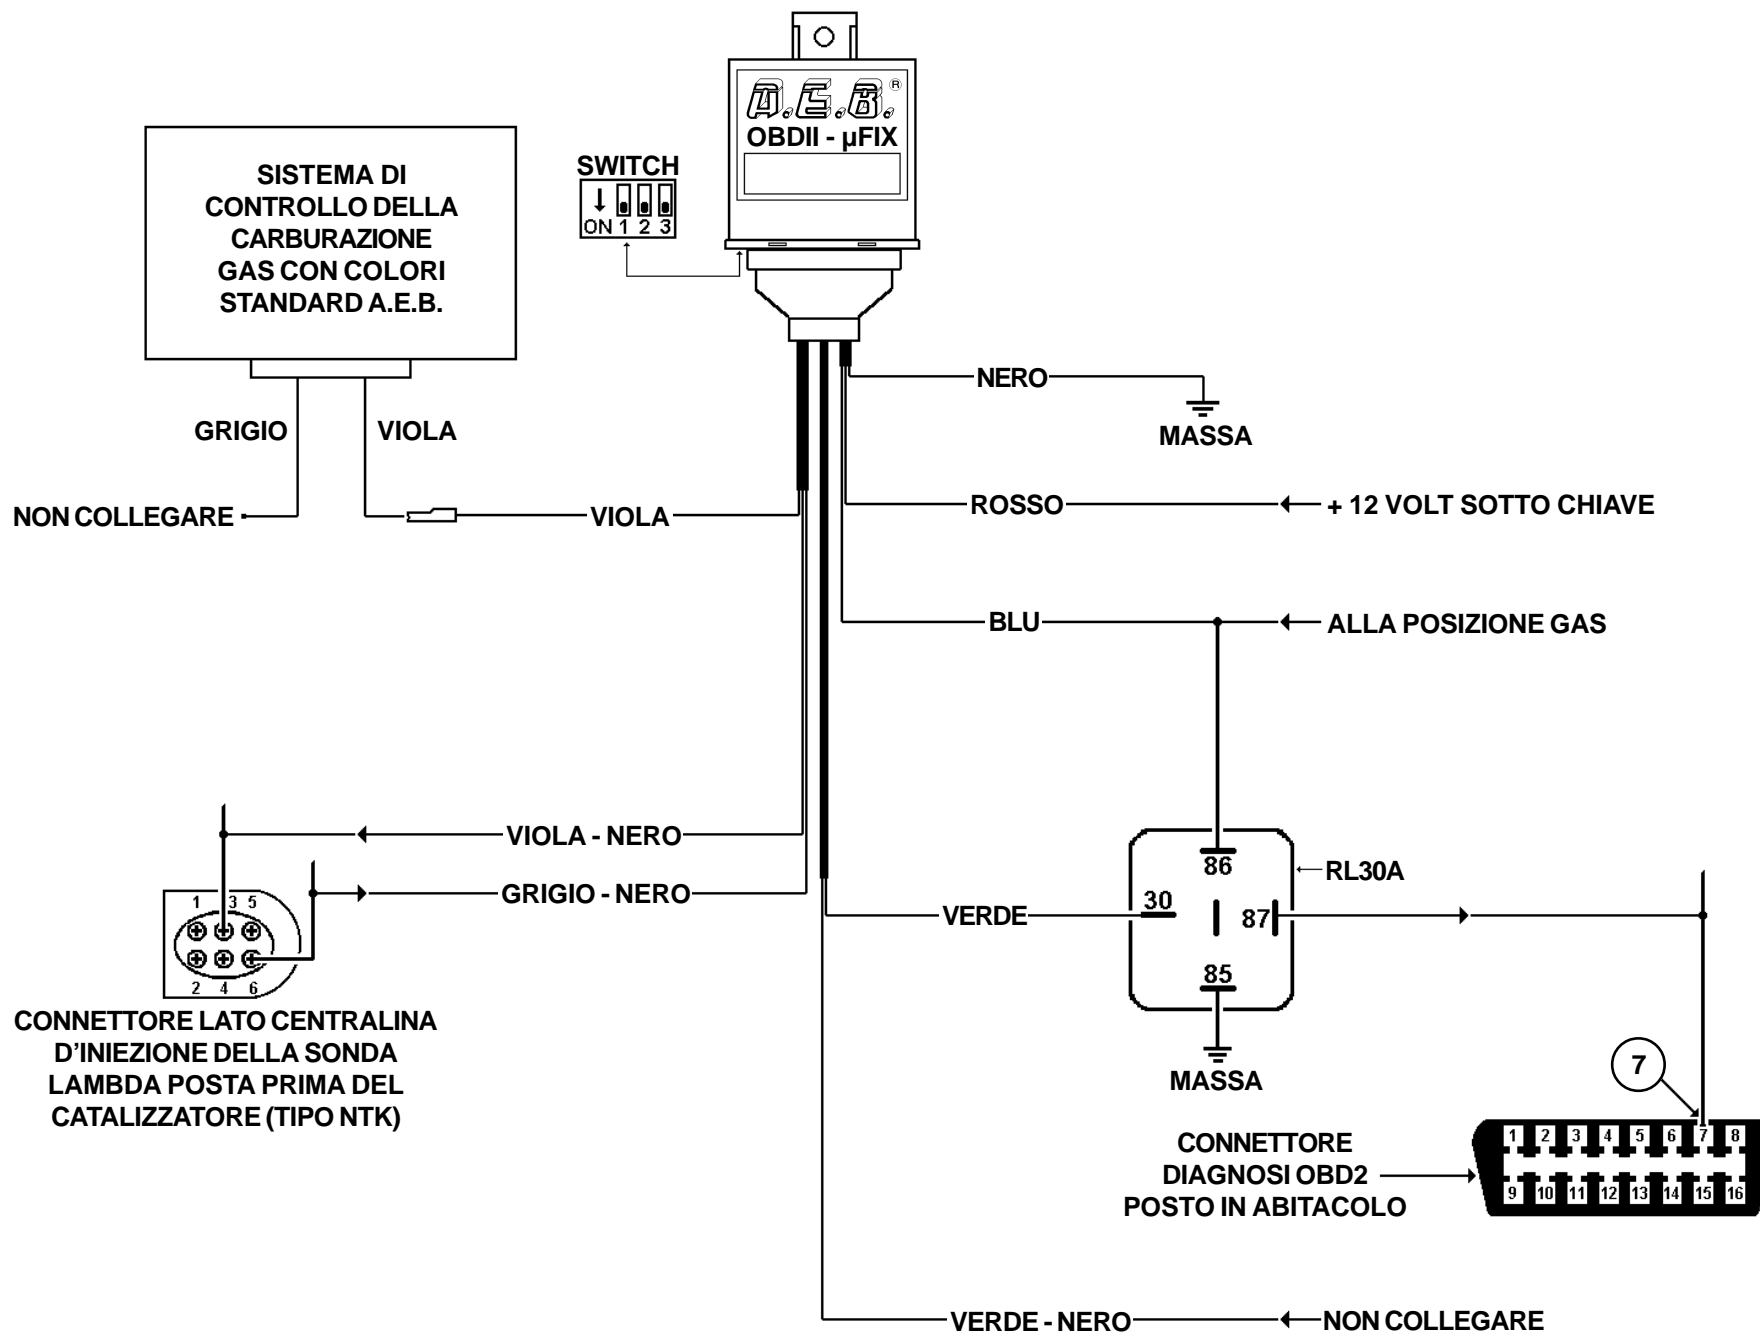 A.E.B.®
OBDII - µFIX
SWITCH
ON 1 2 3
SISTEMA DI
CONTROLLO DELLA
CARBURAZIONE
GAS CON COLORI
STANDARD A.E.B.
GRIGIO
VIOLA
NON COLLEGARE
VIOLA
NERO
MASSA
ROSSO
+ 12 VOLT SOTTO CHIAVE
BLU
ALLA POSIZIONE GAS
VIOLA - NERO
GRIGIO - NERO
1 3 5
2 4 6
CONNETTORE LATO CENTRALINA
D'INIEZIONE DELLA SONDA
LAMBDA POSTA PRIMA DEL
CATALIZZATORE (TIPO NTK)
VERDE
86
30
87
85
RL30A
MASSA
7
CONNETTORE
DIAGNOSI OBD2
POSTO IN ABITACOLO
1 2 3 4 5 6 7 8
9 10 11 12 13 14 15 16
VERDE - NERO
NON COLLEGARE